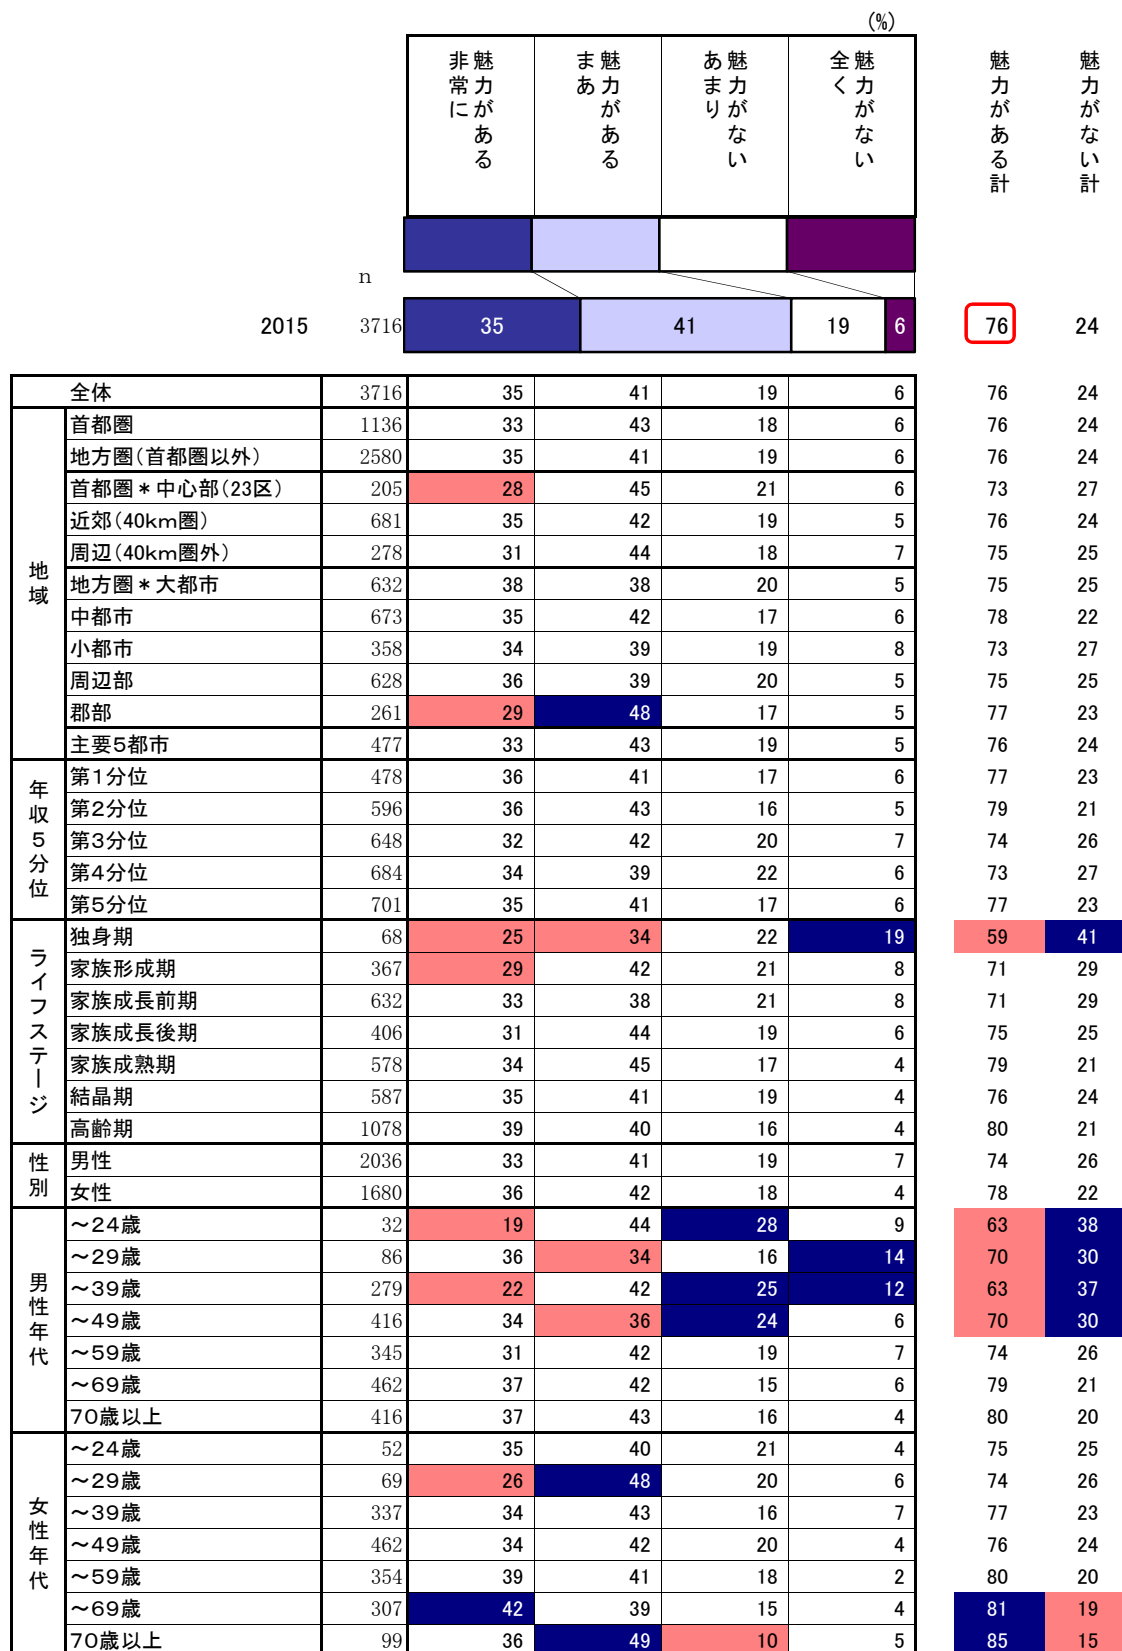 (%)
非常に魅力がある
まあ魅力がある
あまり魅力がない
全く魅力がない
魅力がある計
魅力がない計
n
2015 3716 35 41 19 6 76 24
全体 3716 35 41 19 6 76 24
地域
首都圏 1136 33 43 18 6 76 24
地方圏(首都圏以外) 2580 35 41 19 6 76 24
首都圏*中心部(23区) 205 28 45 21 6 73 27
近郊(40km圏) 681 35 42 19 5 76 24
周辺(40km圏外) 278 31 44 18 7 75 25
地方圏*大都市 632 38 38 20 5 75 25
中都市 673 35 42 17 6 78 22
小都市 358 34 39 19 8 73 27
周辺部 628 36 39 20 5 75 25
郡部 261 29 48 17 5 77 23
主要5都市 477 33 43 19 5 76 24
年収5分位
第1分位 478 36 41 17 6 77 23
第2分位 596 36 43 16 5 79 21
第3分位 648 32 42 20 7 74 26
第4分位 684 34 39 22 6 73 27
第5分位 701 35 41 17 6 77 23
ライフステージ
独身期 68 25 34 22 19 59 41
家族形成期 367 29 42 21 8 71 29
家族成長前期 632 33 38 21 8 71 29
家族成長後期 406 31 44 19 6 75 25
家族成熟期 578 34 45 17 4 79 21
結晶期 587 35 41 19 4 76 24
高齢期 1078 39 40 16 4 80 21
性別
男性 2036 33 41 19 7 74 26
女性 1680 36 42 18 4 78 22
男性年代
～24歳 32 19 44 28 9 63 38
～29歳 86 36 34 16 14 70 30
～39歳 279 22 42 25 12 63 37
～49歳 416 34 36 24 6 70 30
～59歳 345 31 42 19 7 74 26
～69歳 462 37 42 15 6 79 21
70歳以上 416 37 43 16 4 80 20
女性年代
～24歳 52 35 40 21 4 75 25
～29歳 69 26 48 20 6 74 26
～39歳 337 34 43 16 7 77 23
～49歳 462 34 42 20 4 76 24
～59歳 354 39 41 18 2 80 20
～69歳 307 42 39 15 4 81 19
70歳以上 99 36 49 10 5 85 15